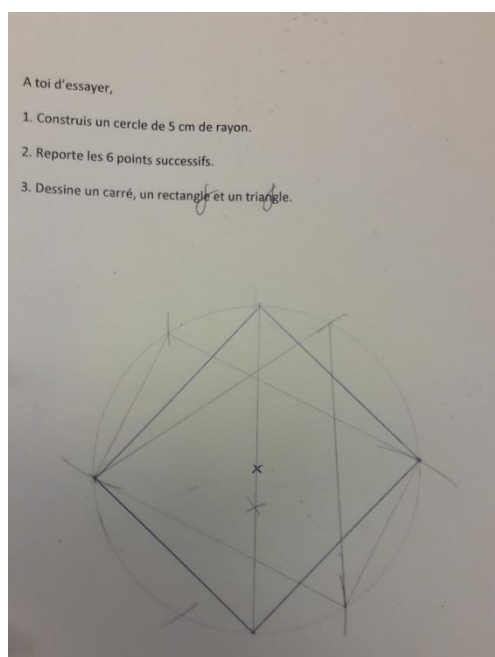 A toi d'essayer,
1. Construis un cercle de 5 cm de rayon.
2. Reporte les 6 points successifs.
3. Dessine un carré, un rectangle et un triangle.